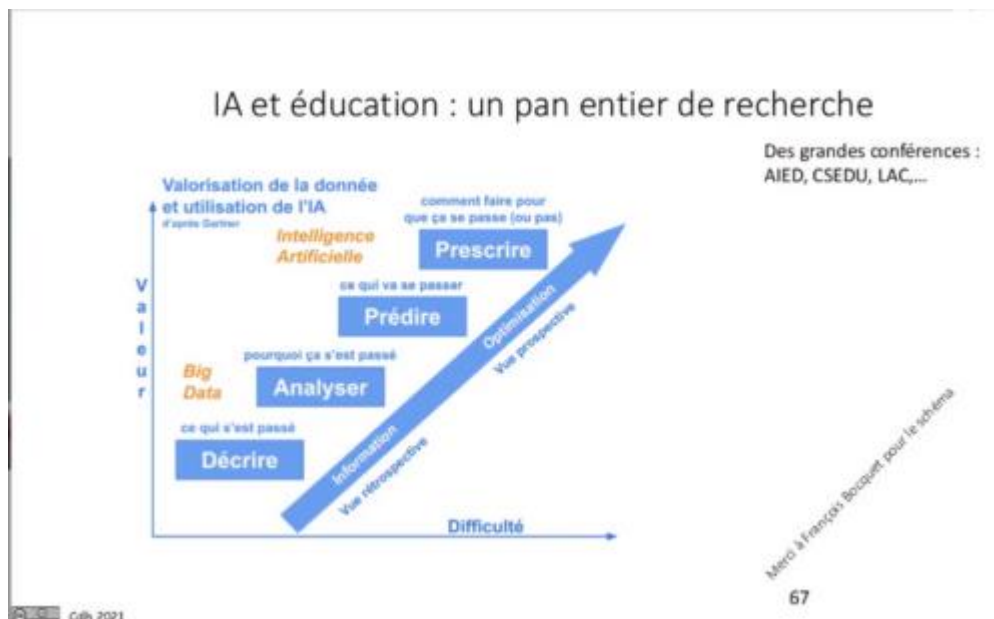 IA et éducation : un pan entier de recherche
Des grandes conférences :
AIED, CSEDU, LAC,...
Valorisation de la donnée
et utilisation de l'IA
d'après Gartner
comment faire pour
que ça se passe (ou pas)
Intelligence
Artificielle
Prescrire
ce qui va se passer
Prédire
Valeur
pourquoi ça s'est passé
Big
Data
Analyser
ce qui s'est passé
Décrire
Information
Optimisation
Vue rétrospective
Vue prospective
Difficulté
Merci à François Bocquet pour le schéma
67
2021